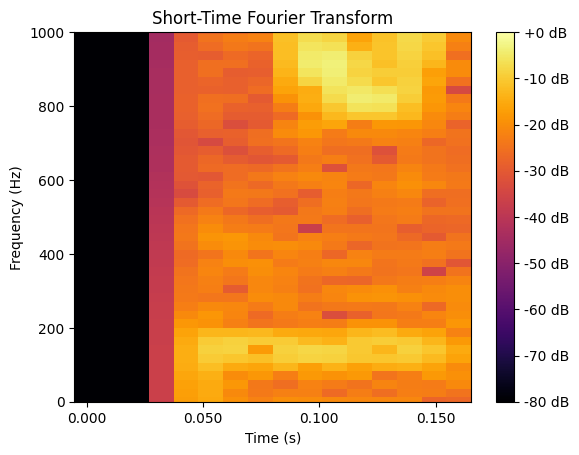 Short-Time Fourier Transform
1000
800
600
400
200
0
Frequency (Hz)
0.000
0.050
0.100
0.150
Time (s)
+0 dB
-10 dB
-20 dB
-30 dB
-40 dB
-50 dB
-60 dB
-70 dB
-80 dB